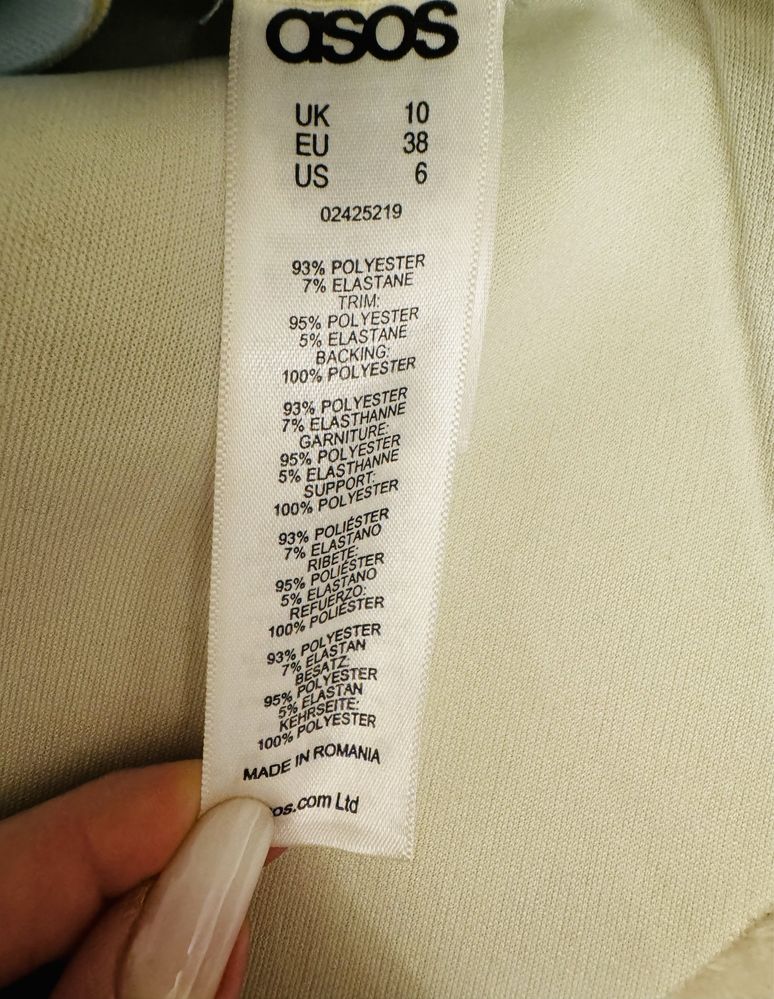 asos
UK 10
EU 38
US 6
02425219
93% POLYESTER
7% ELASTANE
TRIM:
95% POLYESTER
5% ELASTANE
BACKING:
100% POLYESTER
93% POLYESTER
7% ELASTHANNE
GARNITURE:
95% POLYESTER
5% ELASTHANNE
SUPPORT:
100% POLYESTER
93% POLIÉSTER
7% ELASTANO
RIBETE:
95% POLIÉSTER
5% ELASTANO
REFUERZO:
100% POLIÉSTER
93% POLYESTER
7% ELASTAN
BESATZ:
95% POLYESTER
5% ELASTAN
KEHRSEITE:
100% POLYESTER
MADE IN ROMANIA
os.com Ltd